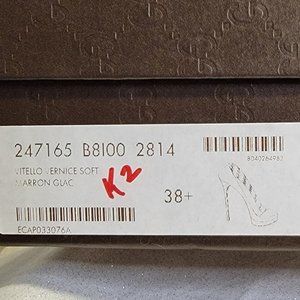 247165 B8I00 2814
VITELLO VERNICE SOFT
MARRON GLAC
K2
38+
ECAP033076A